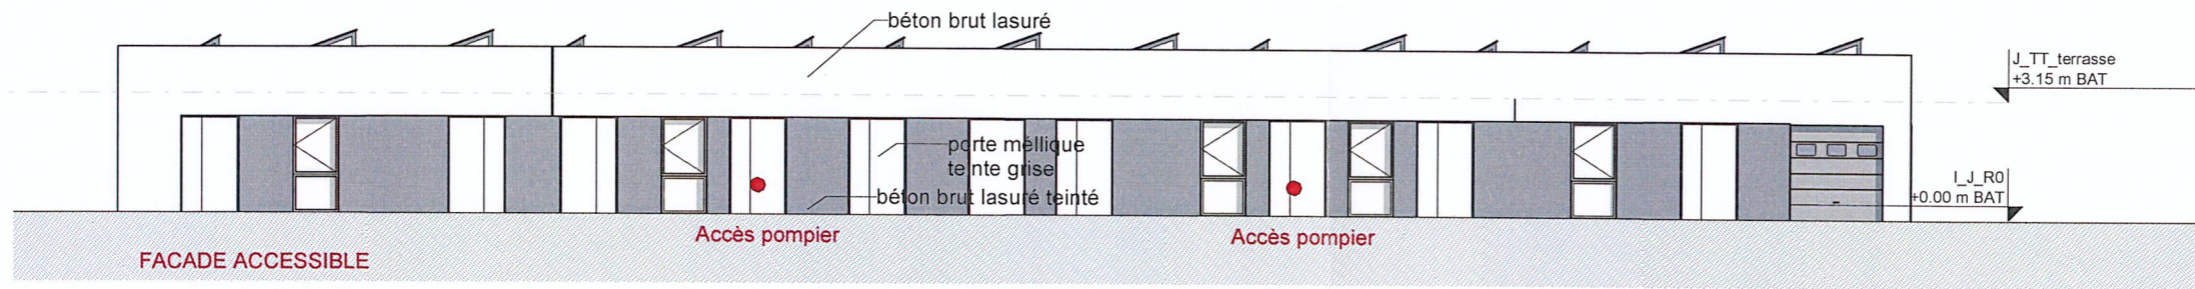 béton brut lasuré
J_TT_terrasse
+3.15 m BAT
porte méllique
teinte grise
béton brut lasuré teinté
I_J_R0
+0.00 m BAT
Accès pompier
Accès pompier
FACADE ACCESSIBLE